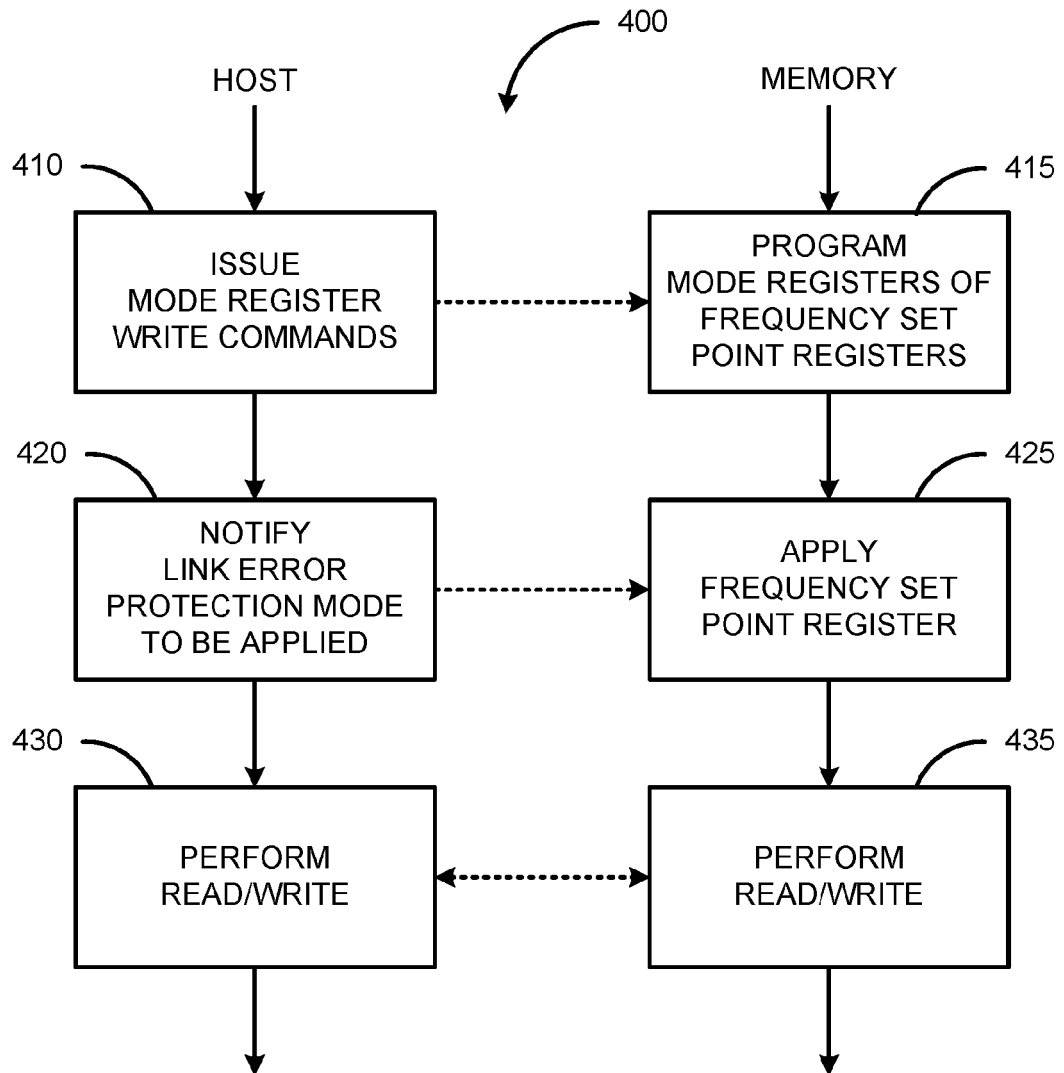 400
HOST
MEMORY
410
415
ISSUE
MODE REGISTER
WRITE COMMANDS
PROGRAM
MODE REGISTERS OF
FREQUENCY SET
POINT REGISTERS
420
425
NOTIFY
LINK ERROR
PROTECTION MODE
TO BE APPLIED
APPLY
FREQUENCY SET
POINT REGISTER
430
435
PERFORM
READ/WRITE
PERFORM
READ/WRITE